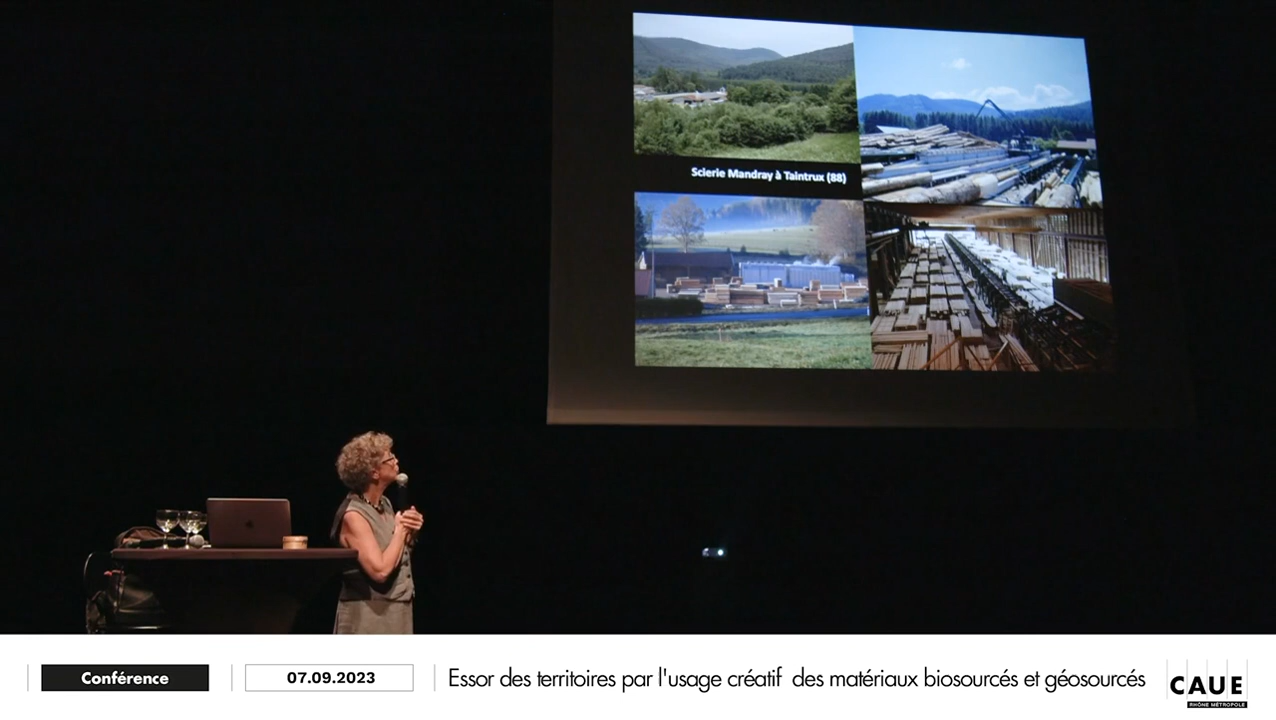 Scierie Mandray à Taintrux (88)
Conférence
07.09.2023
Essor des territoires par l'usage créatif des matériaux biosourcés et géosourcés
CAUE
RHÔNE MÉTROPOLE